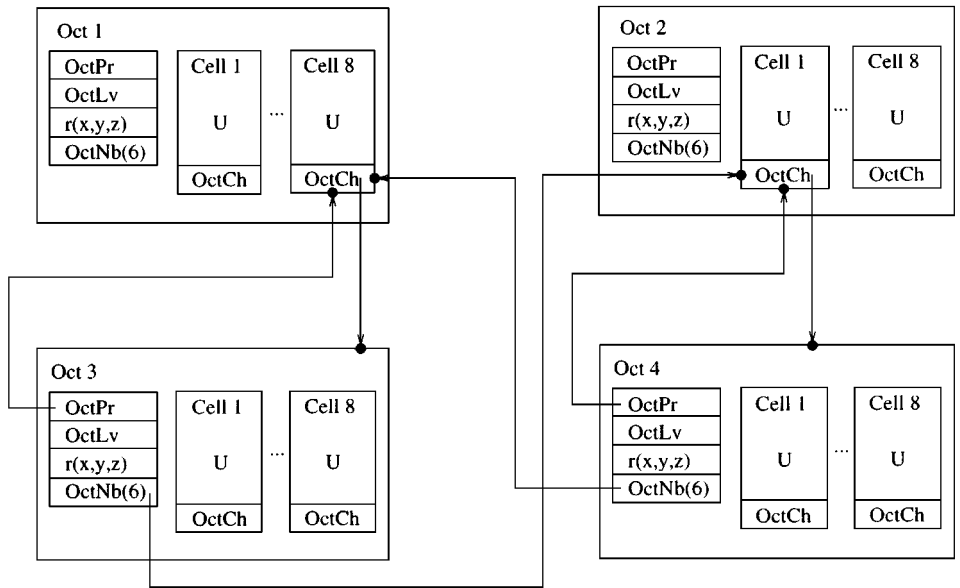 Oct 1
OctPr
OctLv
r(x,y,z)
OctNb(6)
Cell 1
U
OctCh
...
Cell 8
U
OctCh
Oct 2
OctPr
OctLv
r(x,y,z)
OctNb(6)
Cell 1
U
OctCh
...
Cell 8
U
OctCh
Oct 3
OctPr
OctLv
r(x,y,z)
OctNb(6)
Cell 1
U
OctCh
...
Cell 8
U
OctCh
Oct 4
OctPr
OctLv
r(x,y,z)
OctNb(6)
Cell 1
U
OctCh
...
Cell 8
U
OctCh